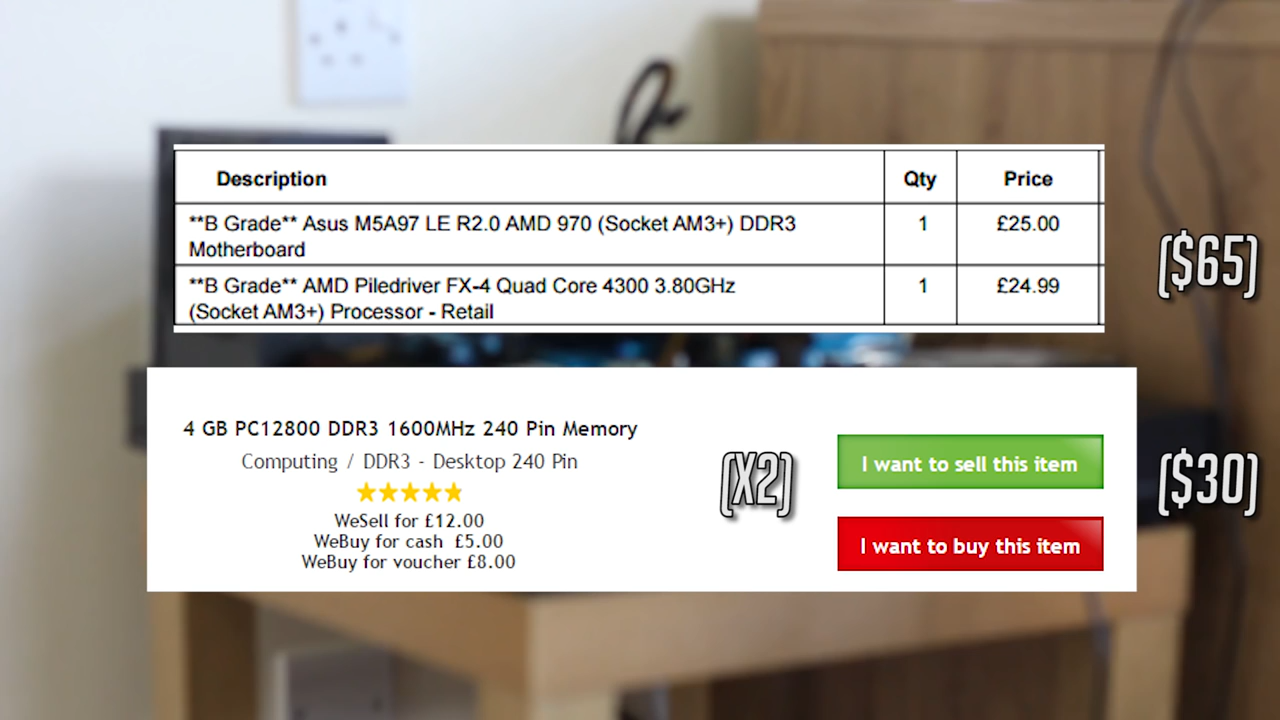 Description Qty Price
**B Grade** Asus M5A97 LE R2.0 AMD 970 (Socket AM3+) DDR3 1 £25.00
Motherboard
($65)
**B Grade** AMD Piledriver FX-4 Quad Core 4300 3.80GHz 1 £24.99
(Socket AM3+) Processor - Retail
4 GB PC12800 DDR3 1600MHz 240 Pin Memory
Computing / DDR3 - Desktop 240 Pin
(X2)
I want to sell this item
($30)
WeSell for £12.00
WeBuy for cash £5.00
WeBuy for voucher £8.00
I want to buy this item